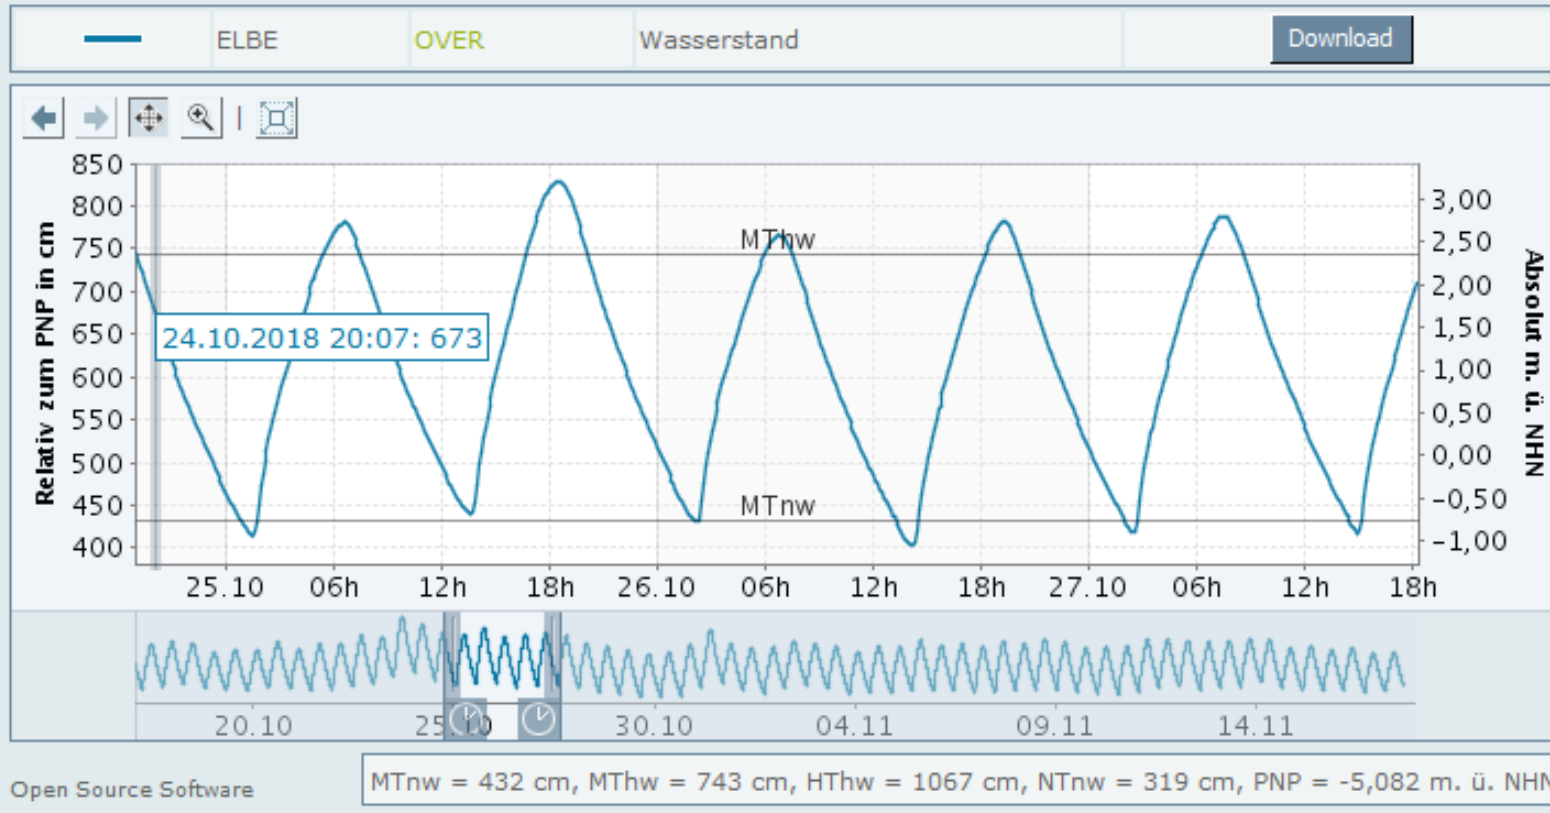 ELBE OVER Wasserstand Download
|
Relativ zum PNP in cm
850
800
750
700
650
600
550
500
450
400
MThw
24.10.2018 20:07: 673
MTnw
3,00
2,50
2,00
1,50
1,00
0,50
0,00
−0,50
−1,00
Absolut m. ü. NHN
25.10 06h 12h 18h 26.10 06h 12h 18h 27.10 06h 12h 18h
20.10 25.10 30.10 04.11 09.11 14.11
Open Source Software
MTnw = 432 cm, MThw = 743 cm, HThw = 1067 cm, NTnw = 319 cm, PNP = -5,082 m. ü. NHN